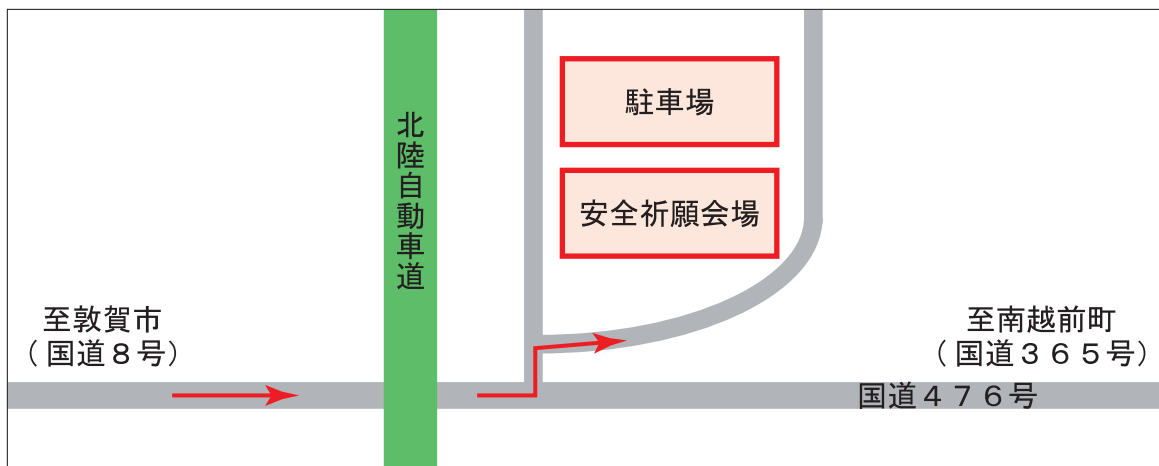 駐車場
安全祈願会場
北陸自動車道
至敦賀市
（国道８号）
至南越前町
（国道３６５号）
国道４７６号